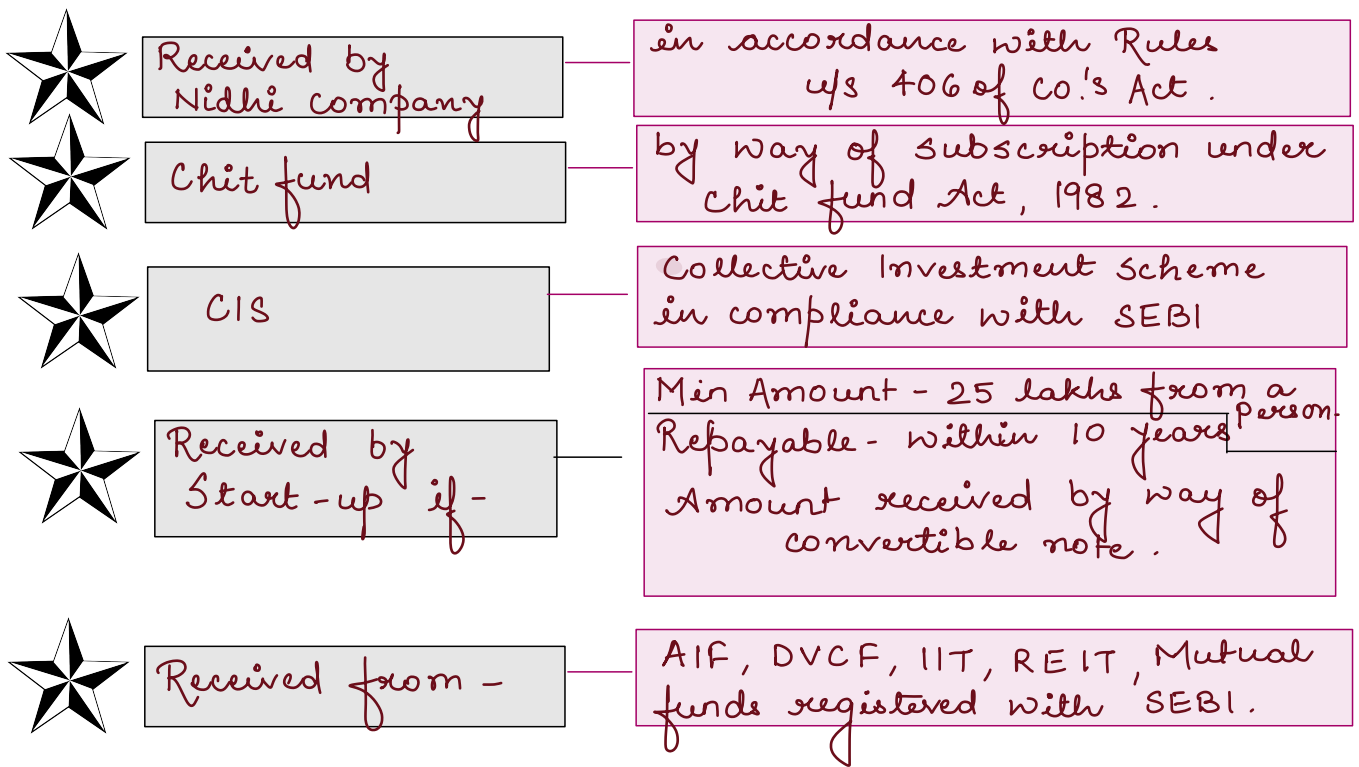 Received by
Nidhi company
in accordance with Rules
u/s 406 of co.'s Act .
Chit fund
by way of subscription under
chit fund Act, 1982 .
CIS
Collective Investment scheme
in compliance with SEBI
Received by
Start-up if -
Min Amount - 25 lakhs from a
person.
Repayable - within 10 years
Amount received by way of
convertible note .
Received from -
AIF, DVCF, IIT, REIT, Mutual
funds registered with SEBI .